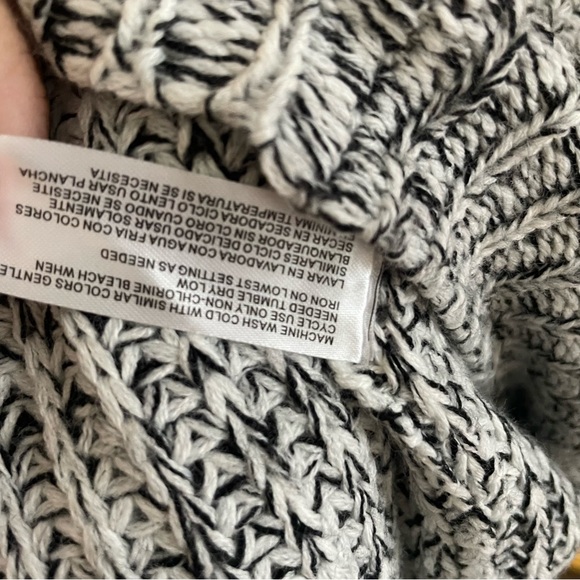 MACHINE WASH COLD WITH SIMILAR COLORS GENTLE
CYCLE USE ONLY NON-CHLORINE BLEACH WHEN
NEEDED TUMBLE DRY LOW
IRON ON LOWEST SETTING AS NEEDED
LAVAR EN LAVADORA CON AGUA FRIA CON COLORES
SIMILARES CICLO DELICADO USAR SOLAMENTE
BLANQUEADOR SIN CLORO CUANDO SE NECESITE
SECAR EN SECADORA CICLO LENTO USAR PLANCHA
MINIMA TEMPERATURA SI SE NECESITA